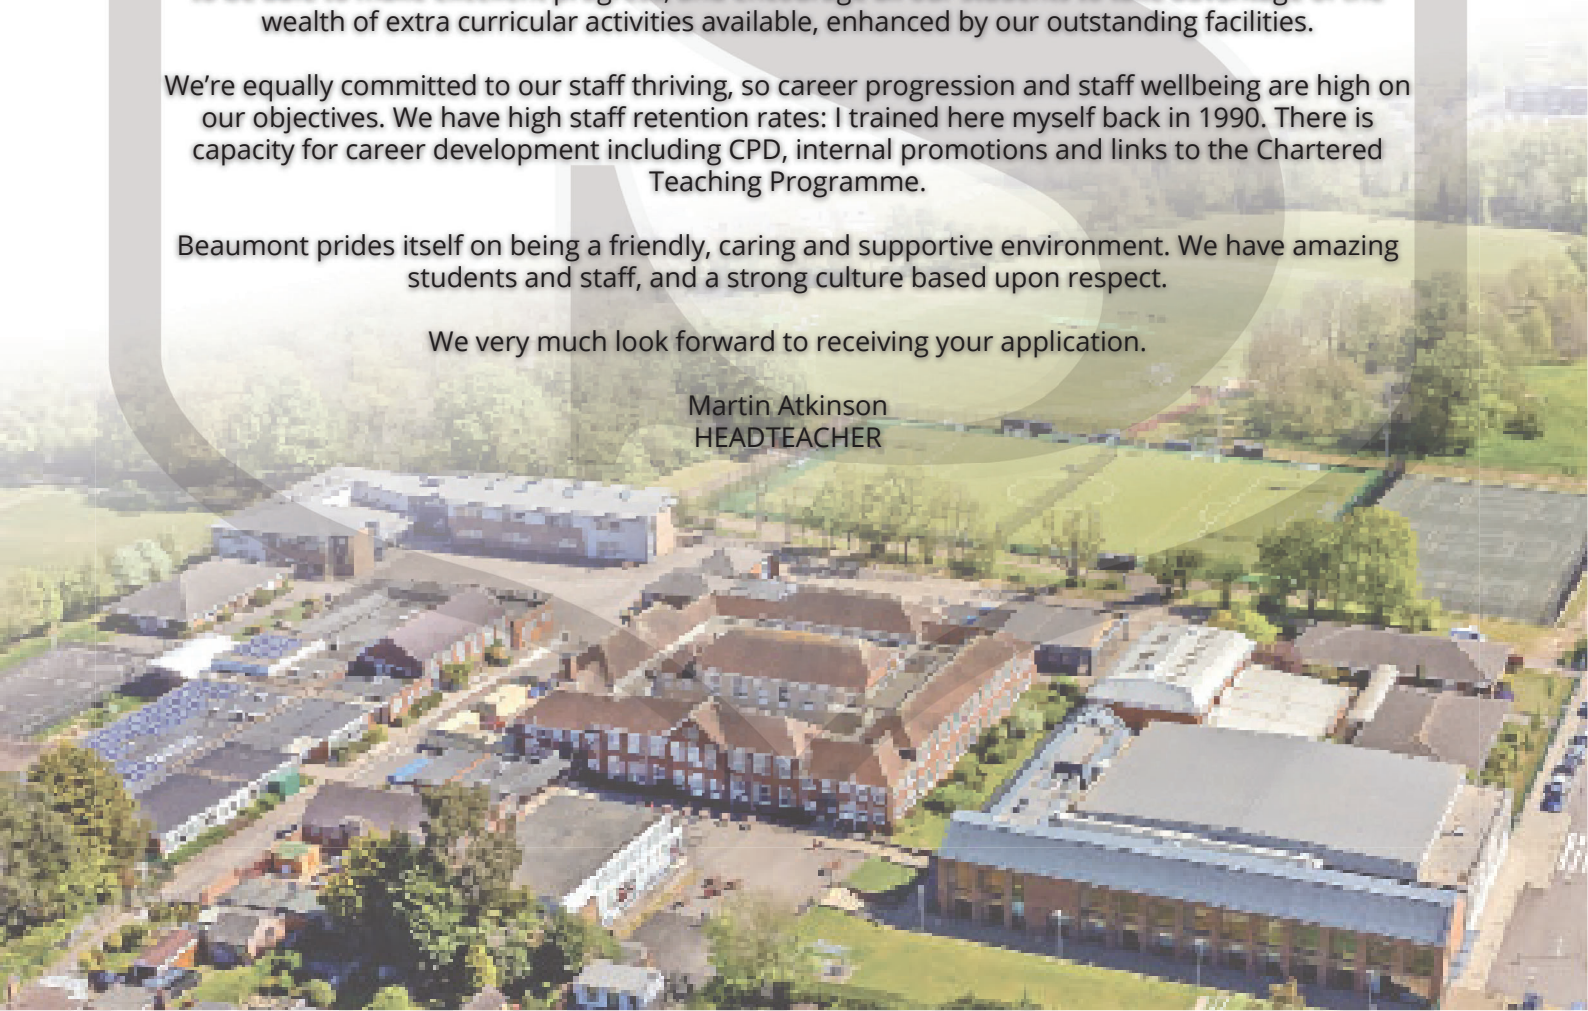 wealth of extra curricular activities available, enhanced by our outstanding facilities.
We’re equally committed to our staff thriving, so career progression and staff wellbeing are high on
our objectives. We have high staff retention rates: I trained here myself back in 1990. There is
capacity for career development including CPD, internal promotions and links to the Chartered
Teaching Programme.
Beaumont prides itself on being a friendly, caring and supportive environment. We have amazing
students and staff, and a strong culture based upon respect.
We very much look forward to receiving your application.
Martin Atkinson
HEADTEACHER